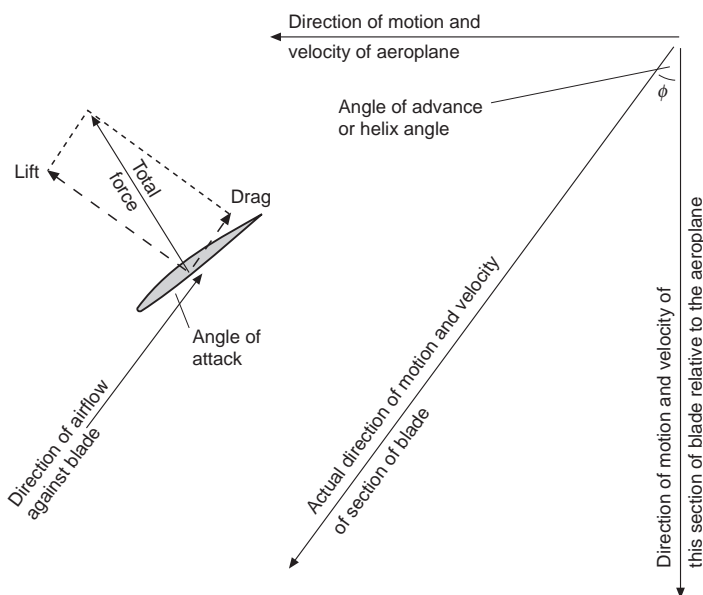 Direction of motion and
velocity of aeroplane
Angle of advance
or helix angle
ϕ
Lift
Total
force
Drag
Angle of
attack
Direction of airflow
against blade
Actual direction of motion and velocity
of section of blade
Direction of motion and velocity of
this section of blade relative to the aeroplane